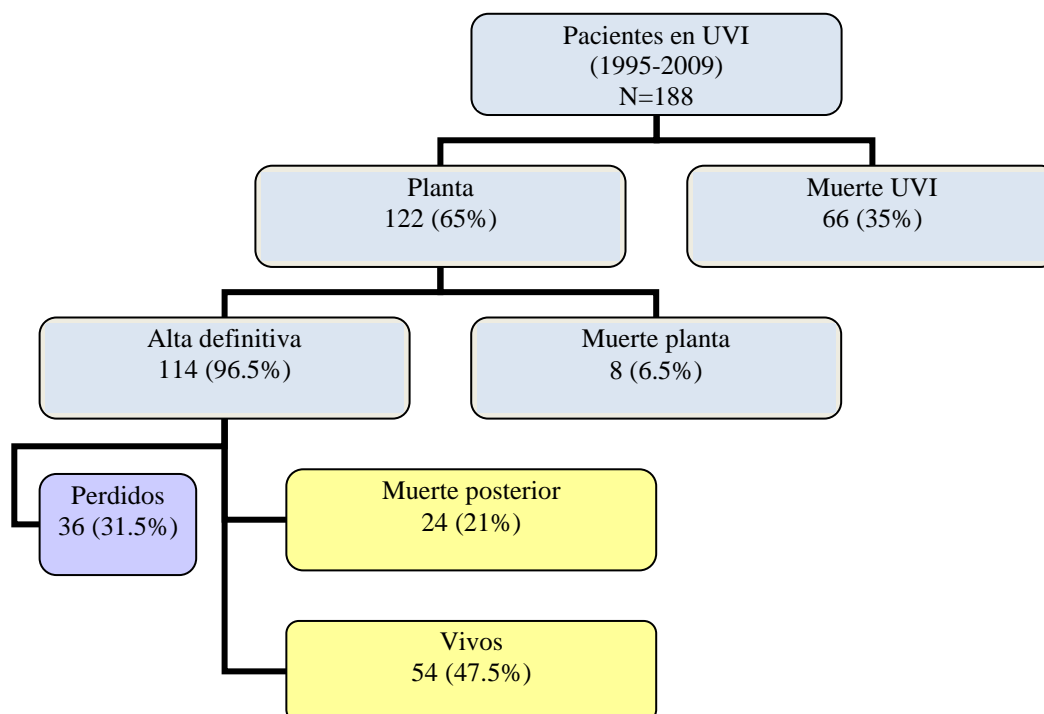 Pacientes en UVI
(1995-2009)
N=188
Planta
122 (65%)
Muerte UVI
66 (35%)
Alta definitiva
114 (96.5%)
Muerte planta
8 (6.5%)
Perdidos
36 (31.5%)
Muerte posterior
24 (21%)
Vivos
54 (47.5%)